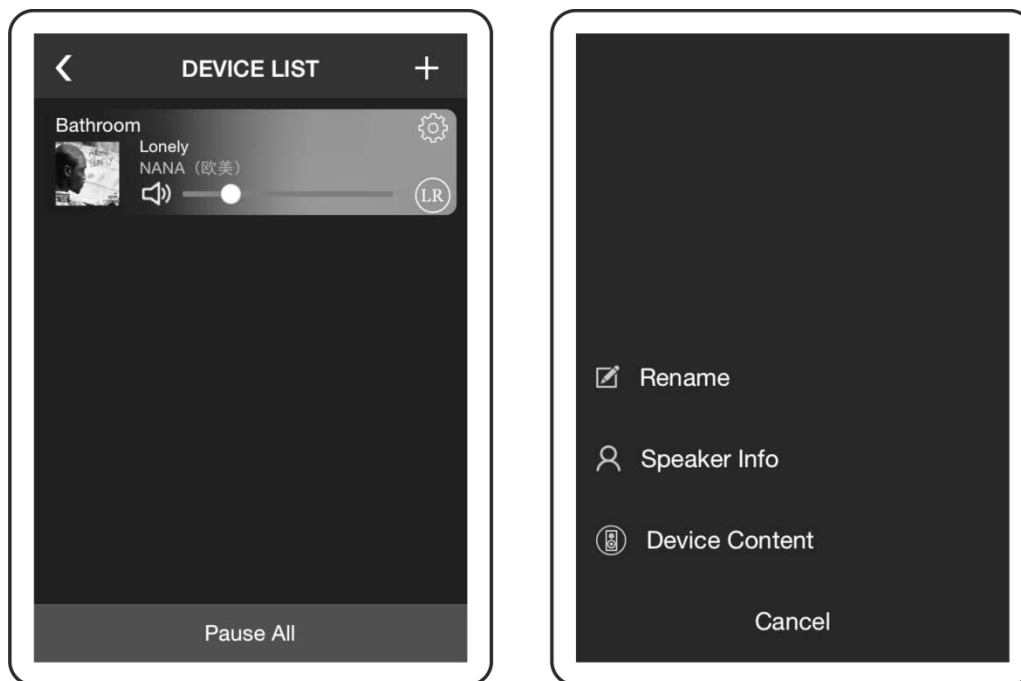 DEVICE LIST
Bathroom
Lonely
NANA（欧美）
LR
Pause All
Rename
Speaker Info
Device Content
Cancel